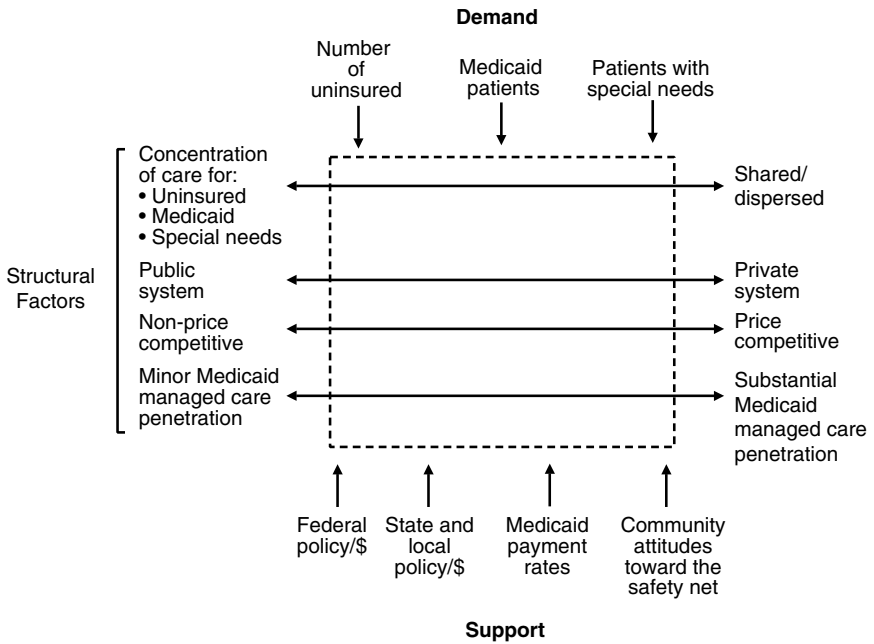 Demand
Number
of
uninsured
Medicaid
patients
Patients with
special needs
Structural
Factors
Concentration
of care for:
• Uninsured
• Medicaid
• Special needs
Shared/
dispersed
Public
system
Private
system
Non-price
competitive
Price
competitive
Minor Medicaid
managed care
penetration
Substantial
Medicaid
managed care
penetration
Federal
policy/$
State and
local
policy/$
Medicaid
payment
rates
Community
attitudes
toward the
safety net
Support